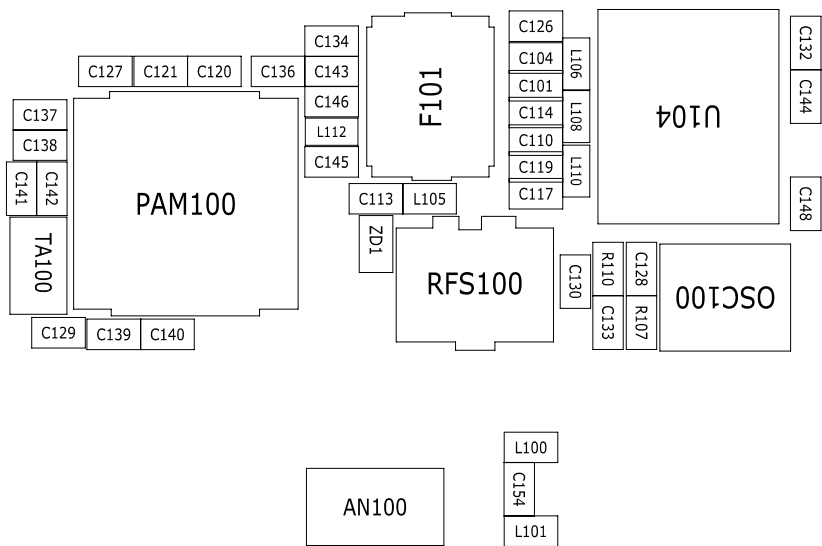 C134
C126
C132
C104
L106
C127
C121
C120
C136
C143
F101
C101
C144
C146
C114
L108
U104
C137
L112
C110
C138
C145
C119
L110
C141
C142
PAM100
C113
L105
C117
C148
TA100
ZD1
RFS100
C130
R110
C128
OSC100
C129
C139
C140
C133
R107
L100
C154
AN100
L101